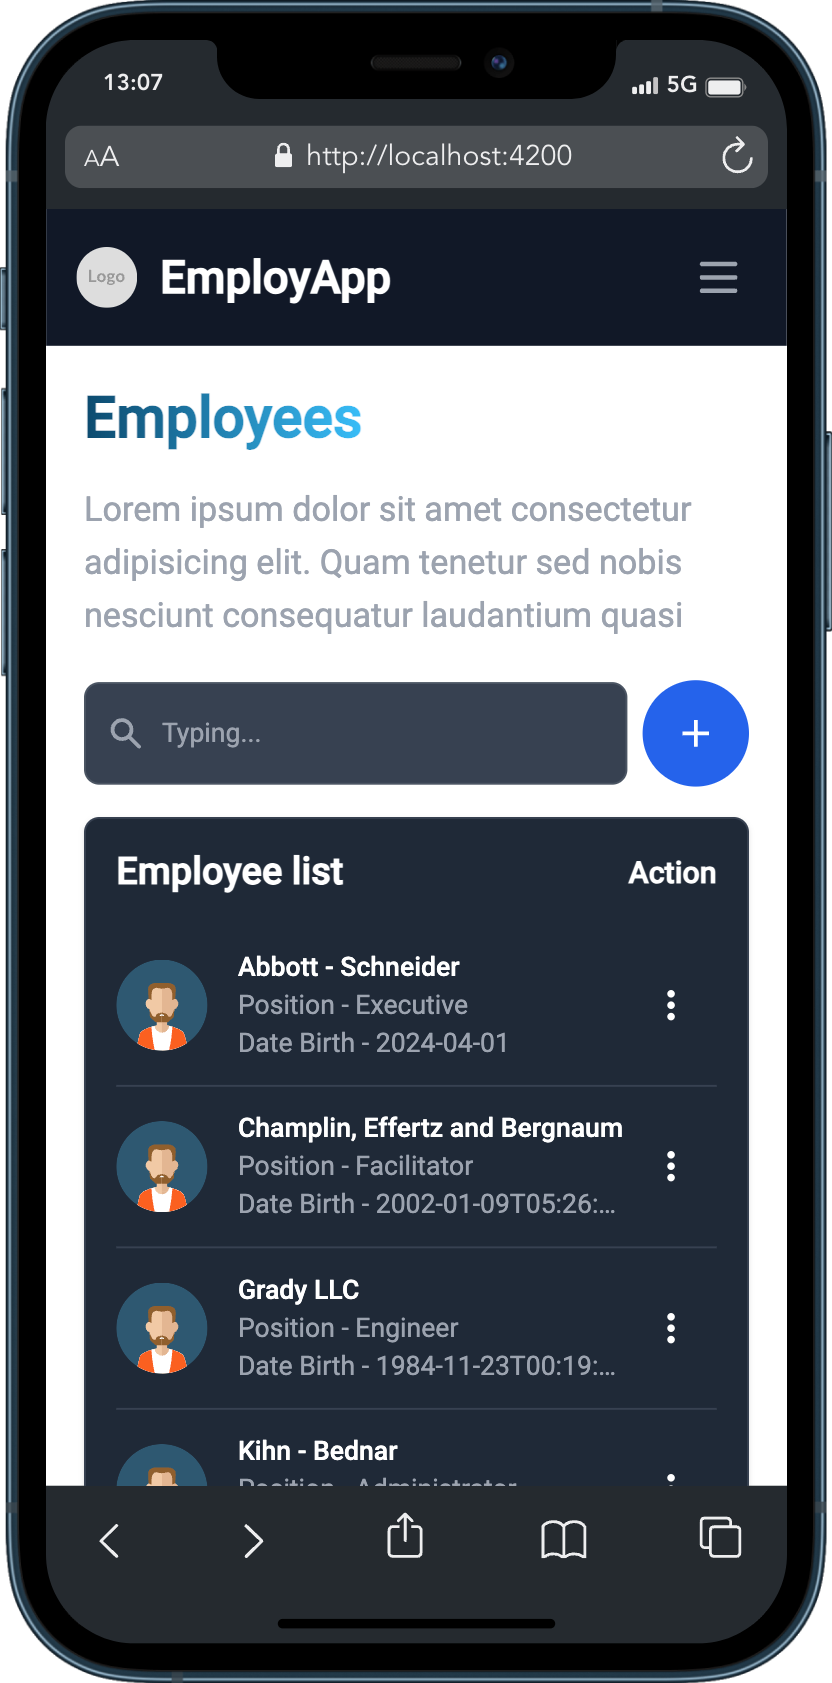 13:07
5G
AA
http://localhost:4200
Logo
EmployApp
Employees
Lorem ipsum dolor sit amet consectetur
adipisicing elit. Quam tenetur sed nobis
nesciunt consequatur laudantium quasi
Typing...
+
Employee list
Action
Abbott - Schneider
Position - Executive
Date Birth - 2024-04-01
Champlin, Effertz and Bergnaum
Position - Facilitator
Date Birth - 2002-01-09T05:26:...
Grady LLC
Position - Engineer
Date Birth - 1984-11-23T00:19:...
Kihn - Bednar
Position - Administrator